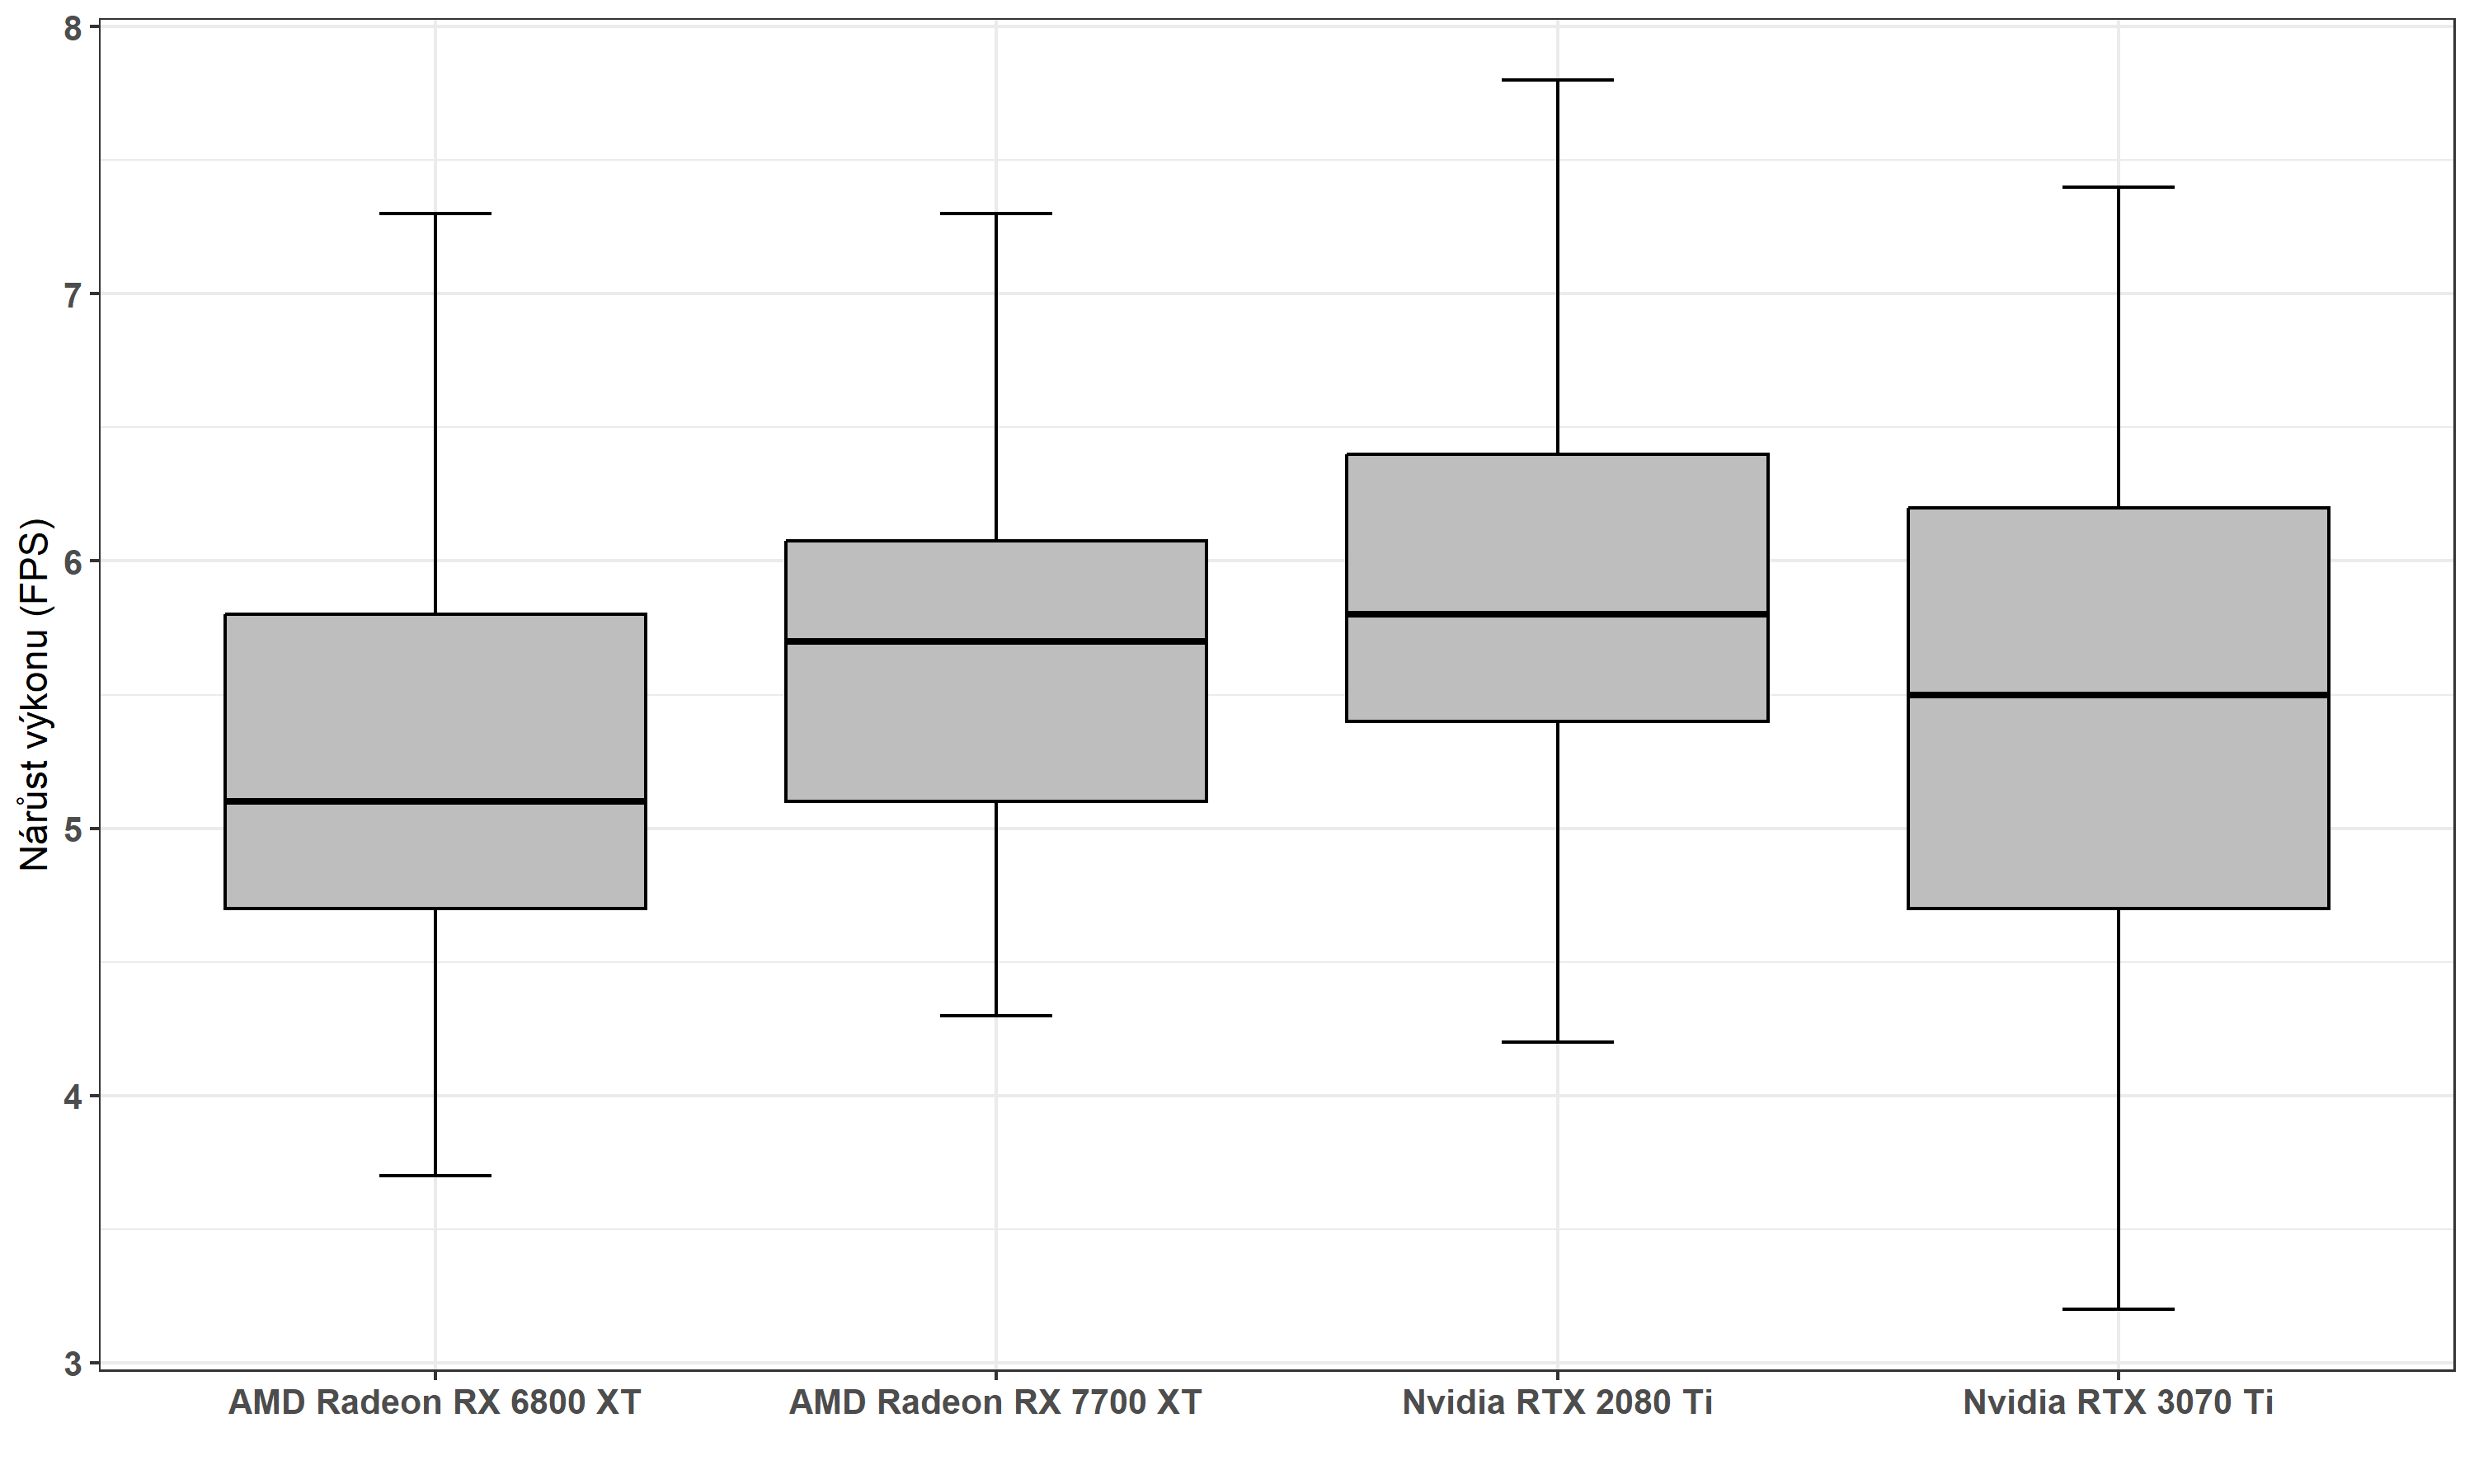 Nárůst výkonu (FPS)
8
7
6
5
4
3
AMD Radeon RX 6800 XT
AMD Radeon RX 7700 XT
Nvidia RTX 2080 Ti
Nvidia RTX 3070 Ti